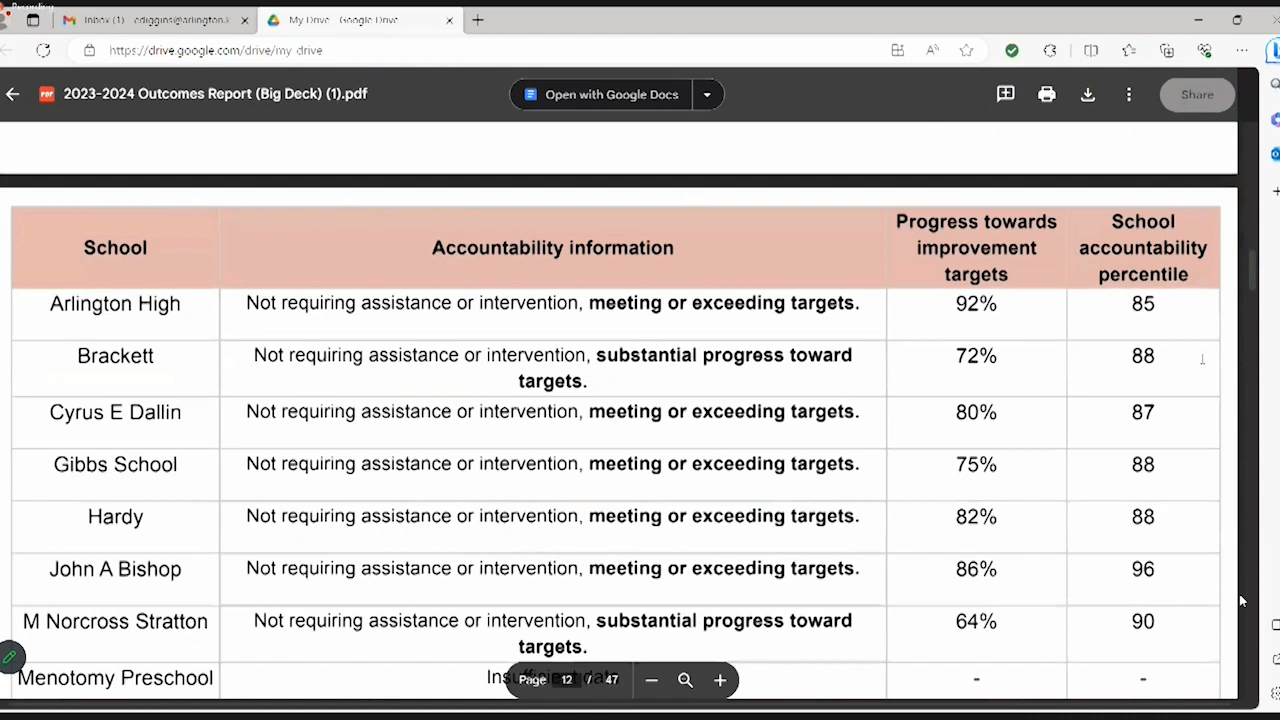 Inbox (1)
My Drive - Google Drive
https://drive.google.com/drive/my-drive
PDF
2023-2024 Outcomes Report (Big Deck) (1).pdf
Open with Google Docs
Share
School
Accountability information
Progress towards
improvement
targets
School
accountability
percentile
Arlington High
Not requiring assistance or intervention, meeting or exceeding targets.
92%
85
Brackett
Not requiring assistance or intervention, substantial progress toward
targets.
72%
88
Cyrus E Dallin
Not requiring assistance or intervention, meeting or exceeding targets.
80%
87
Gibbs School
Not requiring assistance or intervention, meeting or exceeding targets.
75%
88
Hardy
Not requiring assistance or intervention, meeting or exceeding targets.
82%
88
John A Bishop
Not requiring assistance or intervention, meeting or exceeding targets.
86%
96
M Norcross Stratton
Not requiring assistance or intervention, substantial progress toward
targets.
64%
90
Menotomy Preschool
Insufficient data
-
-
Page 12 / 47